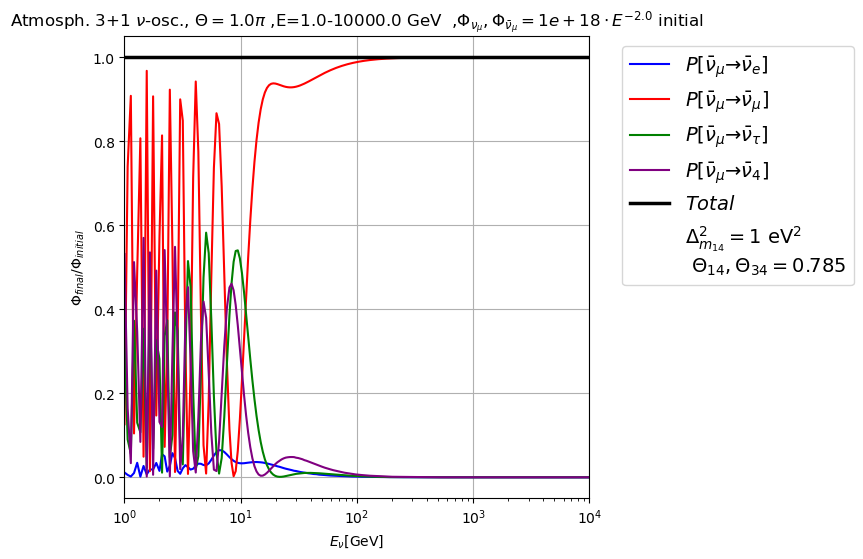 Atmosph. 3+1 ν-osc., Θ = 1.0π ,E=1.0-10000.0 GeV ,Φ_{ν_μ}, Φ_{ν̄_μ} = 1e + 18 · E^{−2.0} initial
1.0
0.8
0.6
0.4
0.2
0.0
Φ_{final}/Φ_{initial}
10^0 10^1 10^2 10^3 10^4
E_ν[GeV]
P[ν̄_μ→ν̄_e]
P[ν̄_μ→ν̄_μ]
P[ν̄_μ→ν̄_τ]
P[ν̄_μ→ν̄_4]
Total
Δ^2_{m_{14}} = 1 eV^2
Θ_{14}, Θ_{34} = 0.785